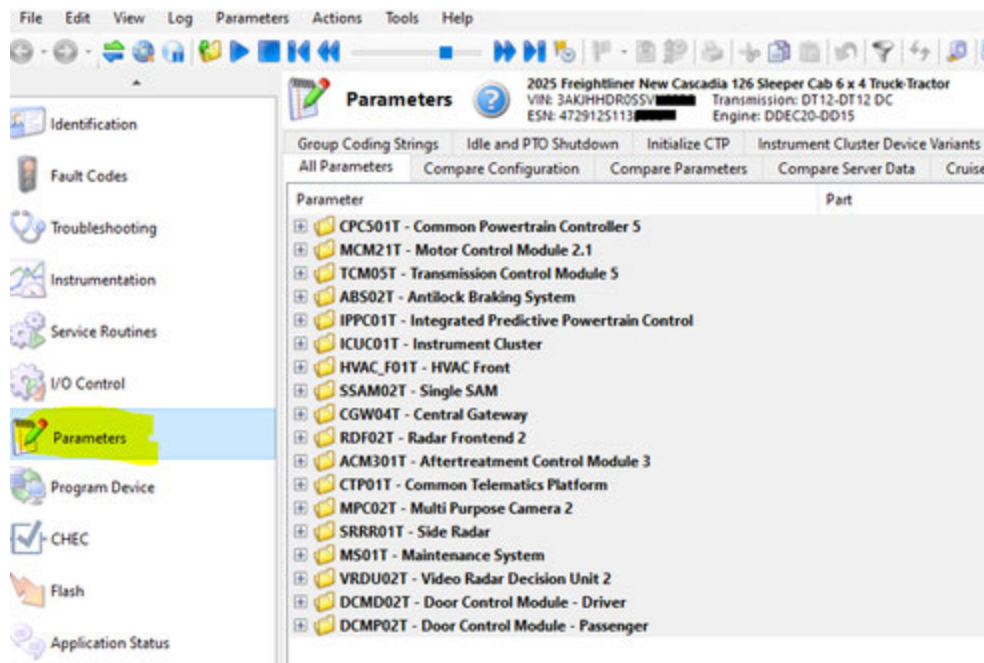 File Edit View Log Parameters Actions Tools Help
Parameters
2025 Freightliner New Cascadia 126 Sleeper Cab 6 x 4 Truck-Tractor
VIN: 3AKJHHDR0SSV Transmission: DT12-DT12 DC
ESN: 472912S113 Engine: DDEC20-DD15
Identification
Fault Codes
Troubleshooting
Instrumentation
Service Routines
I/O Control
Parameters
Program Device
CHEC
Flash
Application Status
Group Coding Strings Idle and PTO Shutdown Initialize CTP Instrument Cluster Device Variants
All Parameters Compare Configuration Compare Parameters Compare Server Data Cruise
Parameter Part
CPC501T - Common Powertrain Controller 5
MCM21T - Motor Control Module 2.1
TCM05T - Transmission Control Module 5
ABS02T - Antilock Braking System
IPPC01T - Integrated Predictive Powertrain Control
ICUC01T - Instrument Cluster
HVAC_F01T - HVAC Front
SSAM02T - Single SAM
CGW04T - Central Gateway
RDF02T - Radar Frontend 2
ACM301T - Aftertreatment Control Module 3
CTP01T - Common Telematics Platform
MPC02T - Multi Purpose Camera 2
SRRR01T - Side Radar
MS01T - Maintenance System
VRDU02T - Video Radar Decision Unit 2
DCMD02T - Door Control Module - Driver
DCMP02T - Door Control Module - Passenger